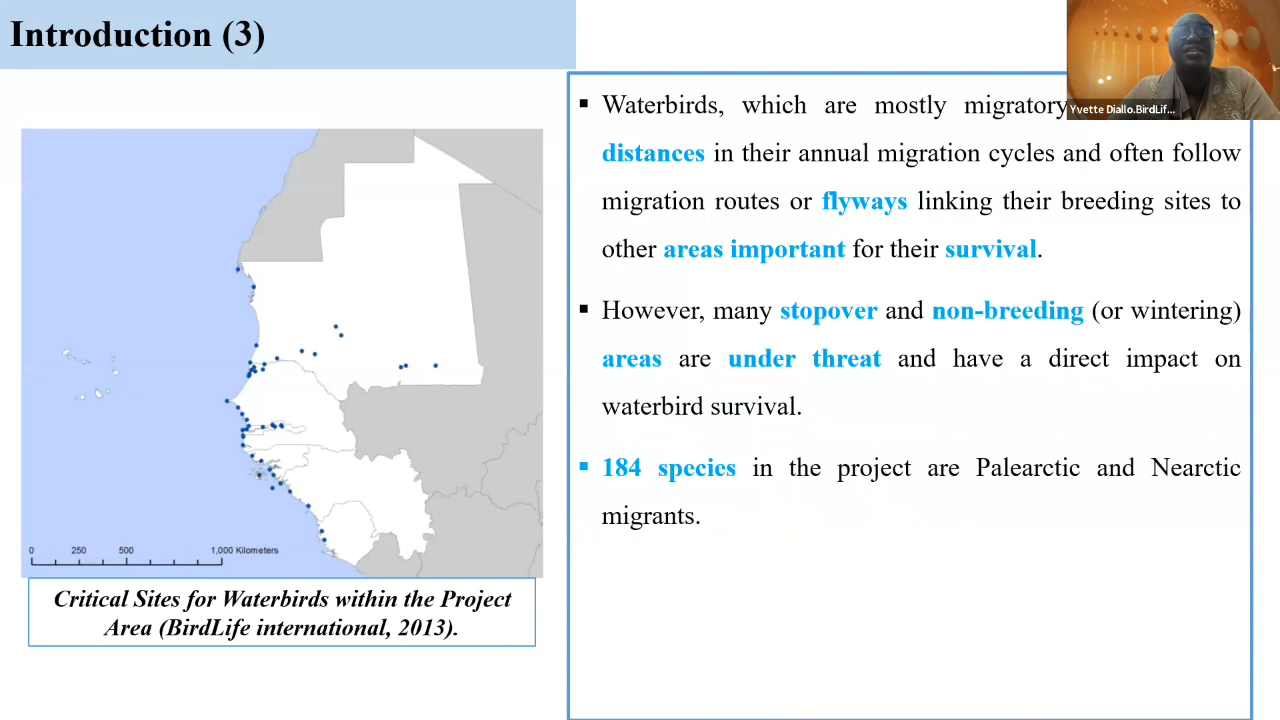 Introduction (3)
Yvette Diallo.BirdLif...
▪ Waterbirds, which are mostly migratory
distances in their annual migration cycles and often follow
migration routes or flyways linking their breeding sites to
other areas important for their survival.
▪ However, many stopover and non-breeding (or wintering)
areas are under threat and have a direct impact on
waterbird survival.
▪ 184 species in the project are Palearctic and Nearctic
migrants.
0 250 500 1,000 Kilometers
Critical Sites for Waterbirds within the Project
Area (BirdLife international, 2013).